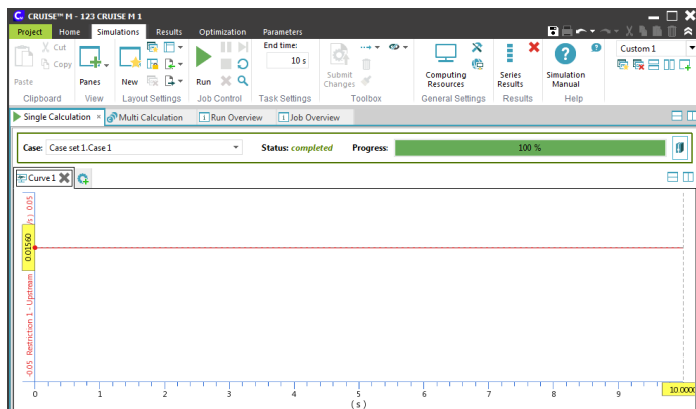 C. CRUISE™ M - 123 CRUISE M 1
Project Home Simulations Results Optimization Parameters
Paste
Cut
Copy
Clipboard
Panes
View
New
Layout Settings
Run
Job Control
End time:
10 s
Task Settings
Submit
Changes
Toolbox
Computing
Resources
General Settings
Series
Results
Results
Simulation
Manual
Help
Custom 1
Single Calculation Multi Calculation Run Overview Job Overview
Case: Case set 1.Case 1 Status: completed Progress: 100 %
Curve 1
-0.05 Restriction 1 - Upstream /s) 0.05
0.01560
0 1 2 3 4 5 6 7 8 9 10.0000
( s )